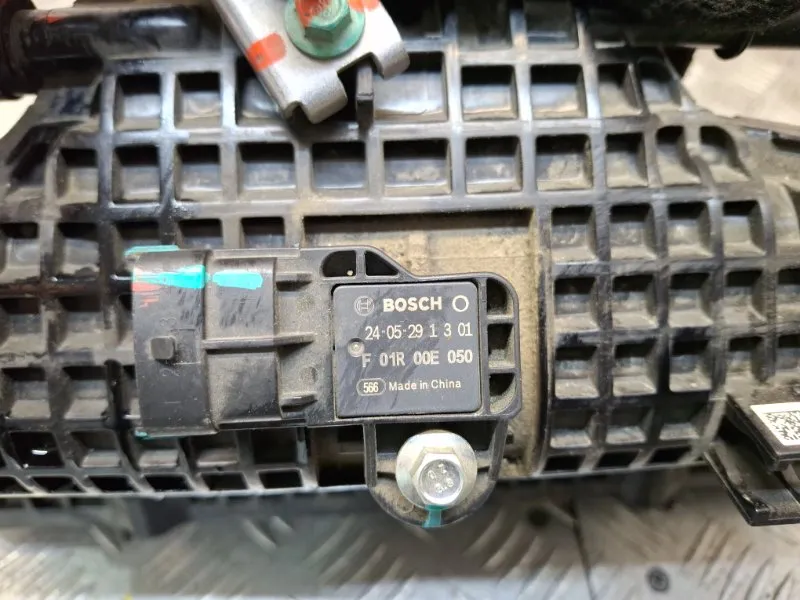 BOSCH
24-05-29 1 3 01
F 01R 00E 050
566 Made in China